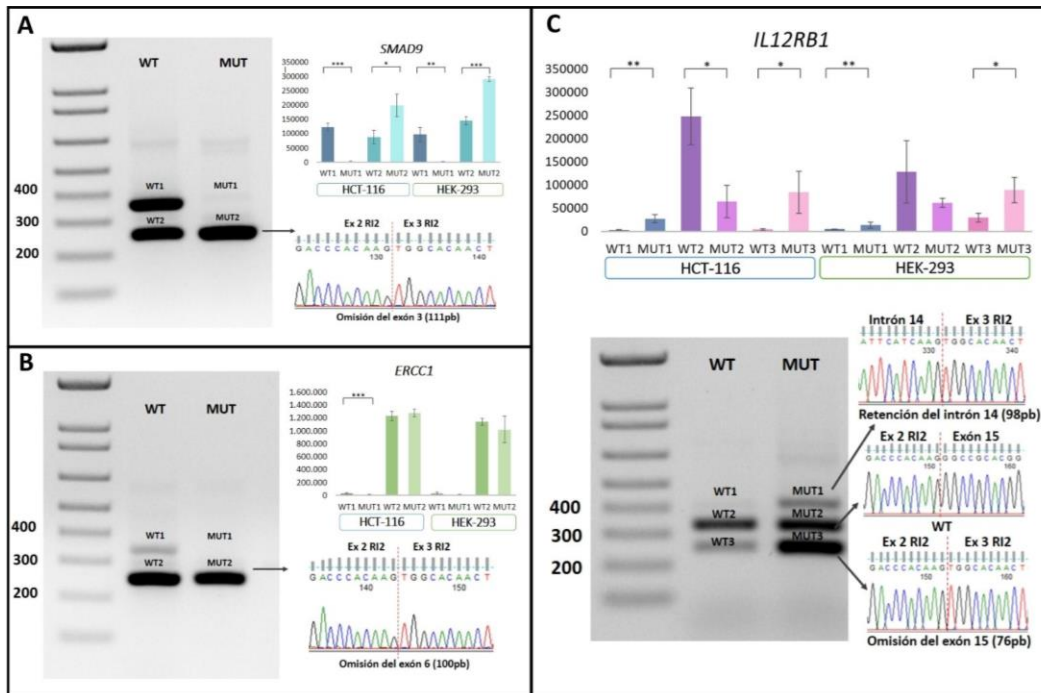 A
WT MUT
400
300
200
WT1 MUT1
WT2 MUT2
SMAD9
350000
300000
250000
200000
150000
100000
50000
0
*** * ** ***
WT1 MUT1 WT2 MUT2 WT1 MUT1 WT2 MUT2
HCT-116 HEK-293
Ex 2 RI2 Ex 3 RI2
GACCCACAAGTGGCACAACT
130 140
Omisión del exón 3 (111pb)
B
WT MUT
400
300
200
WT1 MUT1
WT2 MUT2
ERCC1
1.600.000
1.400.000
1.200.000
1.000.000
800.000
600.000
400.000
200.000
0
***
WT1 MUT1 WT2 MUT2 WT1 MUT1 WT2 MUT2
HCT-116 HEK-293
Ex 2 RI2 Ex 3 RI2
GACCCACAAGTGGCACAACT
140 150
Omisión del exón 6 (100pb)
C
IL12RB1
350000
300000
250000
200000
150000
100000
50000
0
** * * ** *
WT1 MUT1 WT2 MUT2 WT3 MUT3 WT1 MUT1 WT2 MUT2 WT3 MUT3
HCT-116 HEK-293
WT MUT
400
300
200
WT1 MUT1
WT2 MUT2
WT3 MUT3
Intrón 14 Ex 3 RI2
ATTCATCAAGTGGCACAACT
330 340
Retención del intrón 14 (98pb)
Ex 2 RI2 Exón 15
GACCCACAAGGGCCGCACGG
150 160
WT
Ex 2 RI2 Ex 3 RI2
GACCCACAAGTGGCACAACT
150 160
Omisión del exón 15 (76pb)